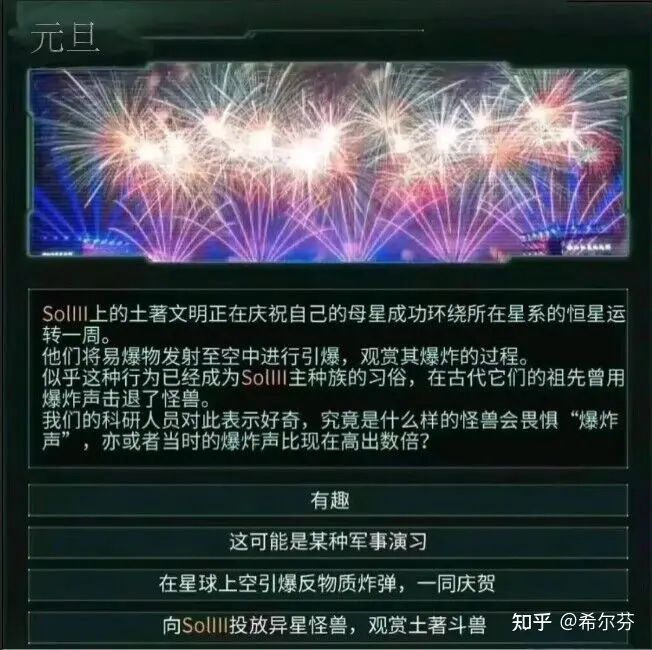 元旦
SolIII上的土著文明正在庆祝自己的母星成功环绕所在星系的恒星运
转一周。
他们将易爆物发射至空中进行引爆，观赏其爆炸的过程。
似乎这种行为已经成为SolIII主种族的习俗，在古代它们的祖先曾用
爆炸声击退了怪兽。
我们的科研人员对此表示好奇，究竟是什么样的怪兽会畏惧“爆炸
声”，亦或者当时的爆炸声比现在高出数倍？
有趣
这可能是某种军事演习
在星球上空引爆反物质炸弹，一同庆贺
向SolIII投放异星怪兽，观赏土著斗兽
知乎 @希尔芬